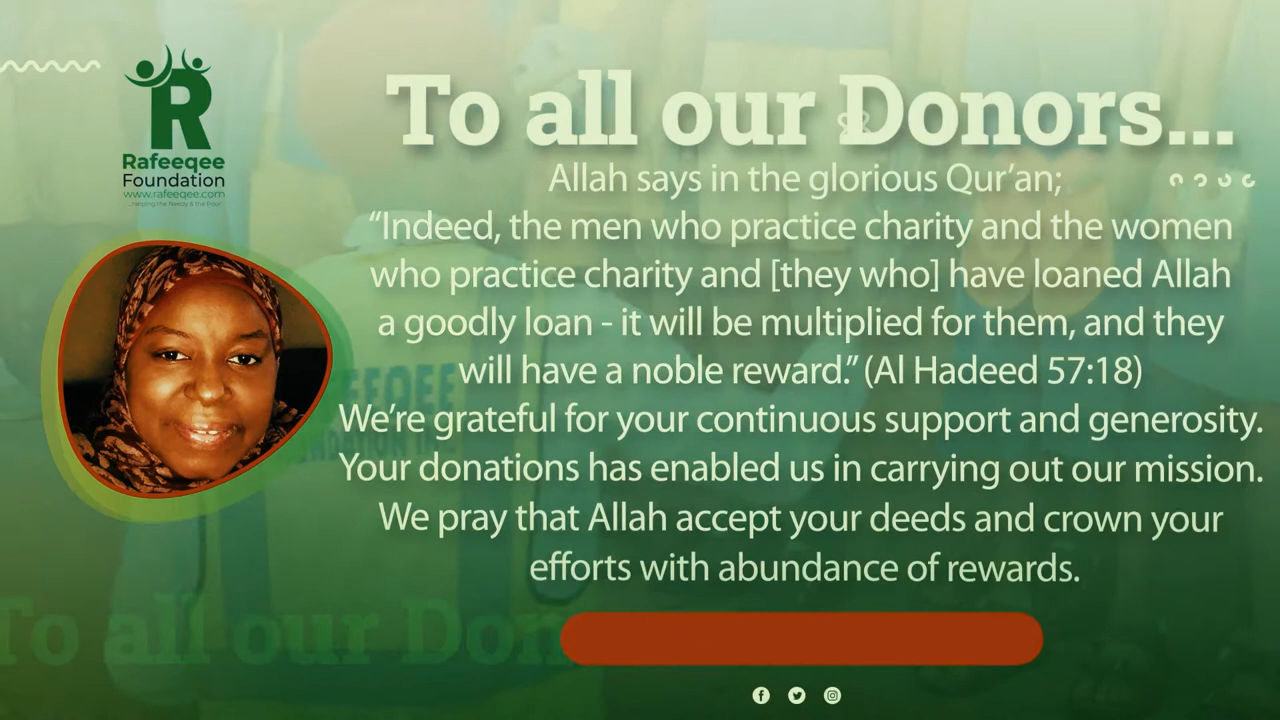 Rafeeqee
Foundation
www.rafeeqee.com
To all our Donors...
Allah says in the glorious Qur’an;
“Indeed, the men who practice charity and the women
who practice charity and [they who] have loaned Allah
a goodly loan - it will be multiplied for them, and they
will have a noble reward.” (Al Hadeed 57:18)
We’re grateful for your continuous support and generosity.
Your donations has enabled us in carrying out our mission.
We pray that Allah accept your deeds and crown your
efforts with abundance of rewards.
To all our Don